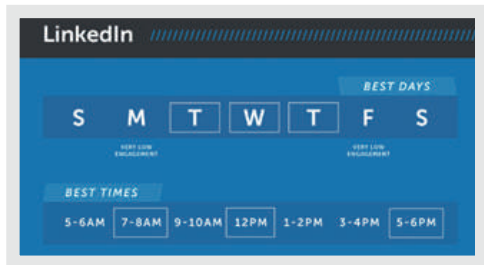 LinkedIn
BEST DAYS
S M T W T F S
VERY LOW ENGAGEMENT VERY LOW ENGAGEMENT
BEST TIMES
5-6AM 7-8AM 9-10AM 12PM 1-2PM 3-4PM 5-6PM